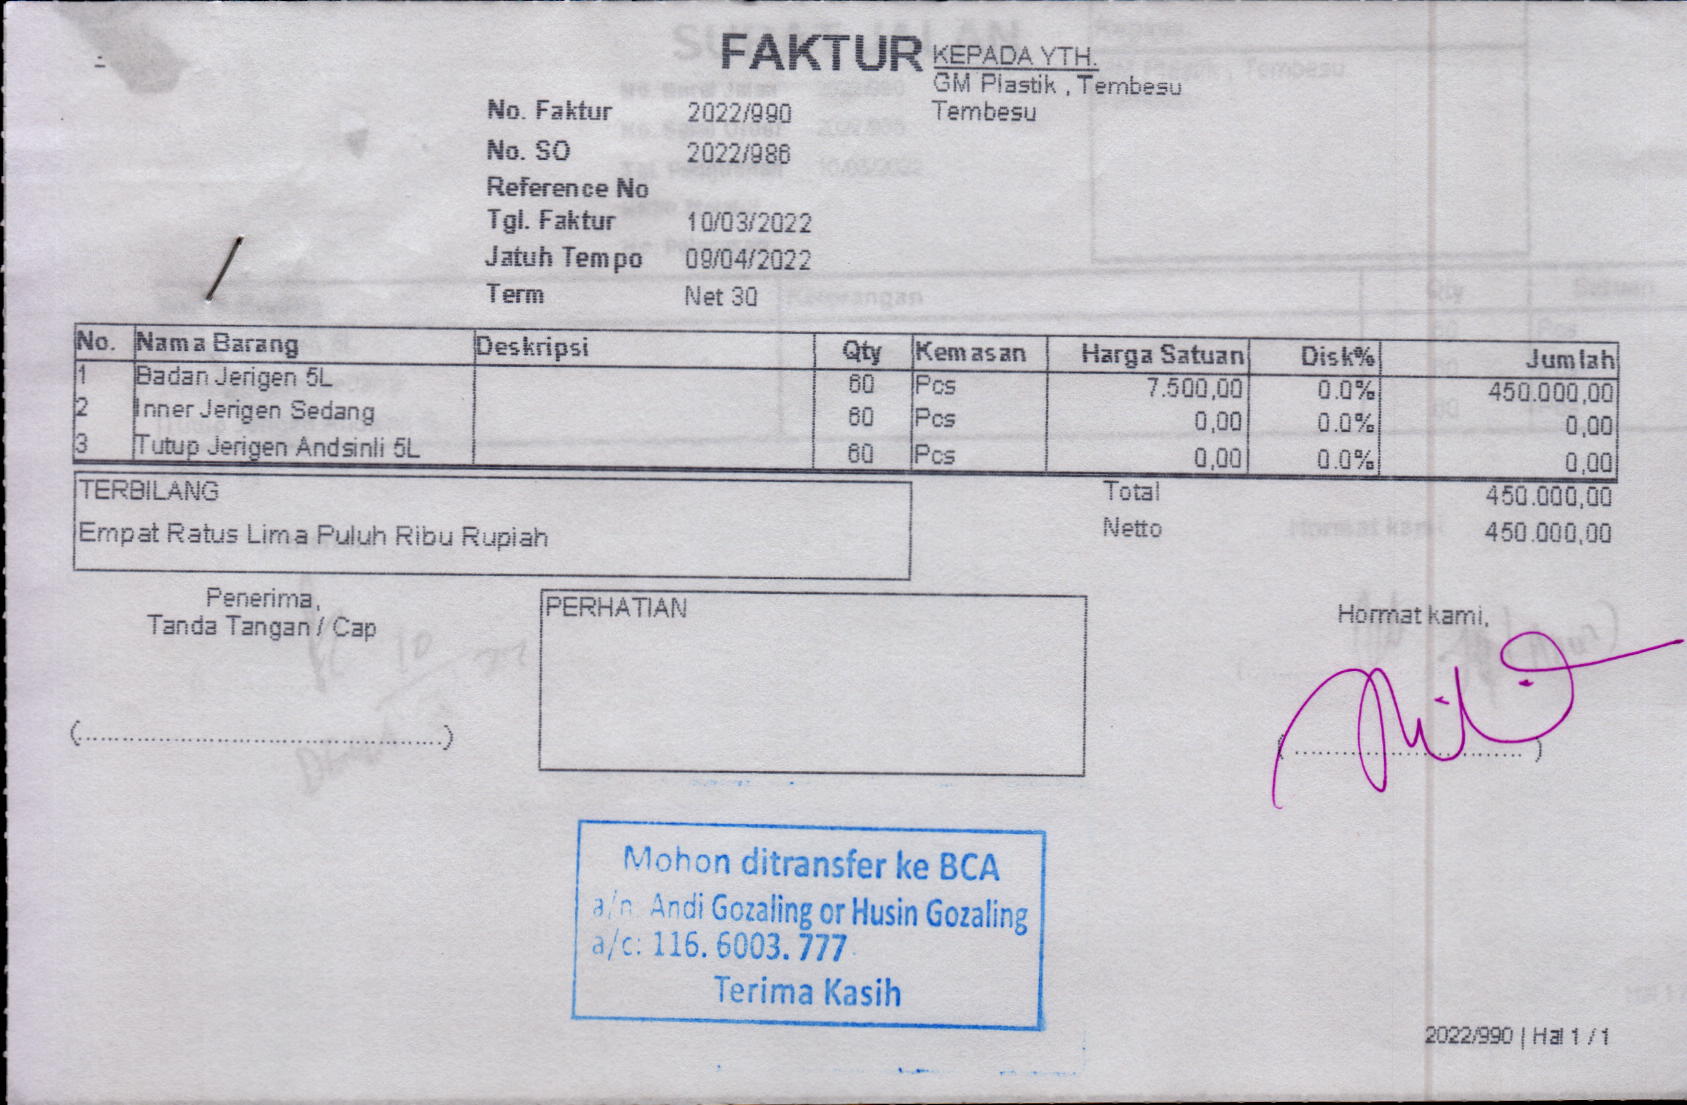 FAKTUR
KEPADA YTH.
GM Plastik , Tembesu
Tembesu
No. Faktur 2022/990
No. SO 2022/986
Reference No
Tgl. Faktur 10/03/2022
Jatuh Tempo 09/04/2022
Term Net 30
No. Nama Barang Deskripsi Qty Kemasan Harga Satuan Disk% Jumlah
1 Badan Jerigen 5L 60 Pcs 7.500,00 0.0% 450.000,00
2 Inner Jerigen Sedang 60 Pcs 0,00 0.0% 0,00
3 Tutup Jerigen Andsinli 5L 60 Pcs 0,00 0.0% 0,00
TERBILANG
Empat Ratus Lima Puluh Ribu Rupiah
Total 450.000,00
Netto 450.000,00
Penerima,
Tanda Tangan / Cap
(..........................................)
PERHATIAN
Hormat kami,
(..............................)
Mohon ditransfer ke BCA
a/n. Andi Gozaling or Husin Gozaling
a/c: 116. 6003. 777
Terima Kasih
2022/990 | Hal 1 / 1